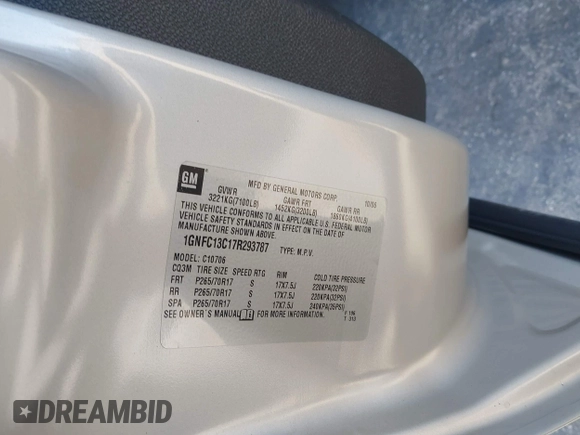 GM
MFD BY GENERAL MOTORS CORP
10/06
GVWR GAWR FRT GAWR RR
3221KG(7100LB) 1452KG(3200LB) 1860KG(4100LB)
THIS VEHICLE CONFORMS TO ALL APPLICABLE U.S. FEDERAL MOTOR
VEHICLE SAFETY STANDARDS IN EFFECT ON THE DATE OF
MANUFACTURE SHOWN ABOVE.
1GNFC13C17R293787 TYPE: M.P.V.
MODEL: C10706
CQ3M TIRE SIZE SPEED RTG RIM COLD TIRE PRESSURE
FRT P265/70R17 S 17X7.5J 220KPA(32PSI)
RR P265/70R17 S 17X7.5J 220KPA(32PSI)
SPA P265/70R17 S 17X7.5J 240KPA(35PSI)
SEE OWNER'S MANUAL FOR MORE INFORMATION.
DREAMBID